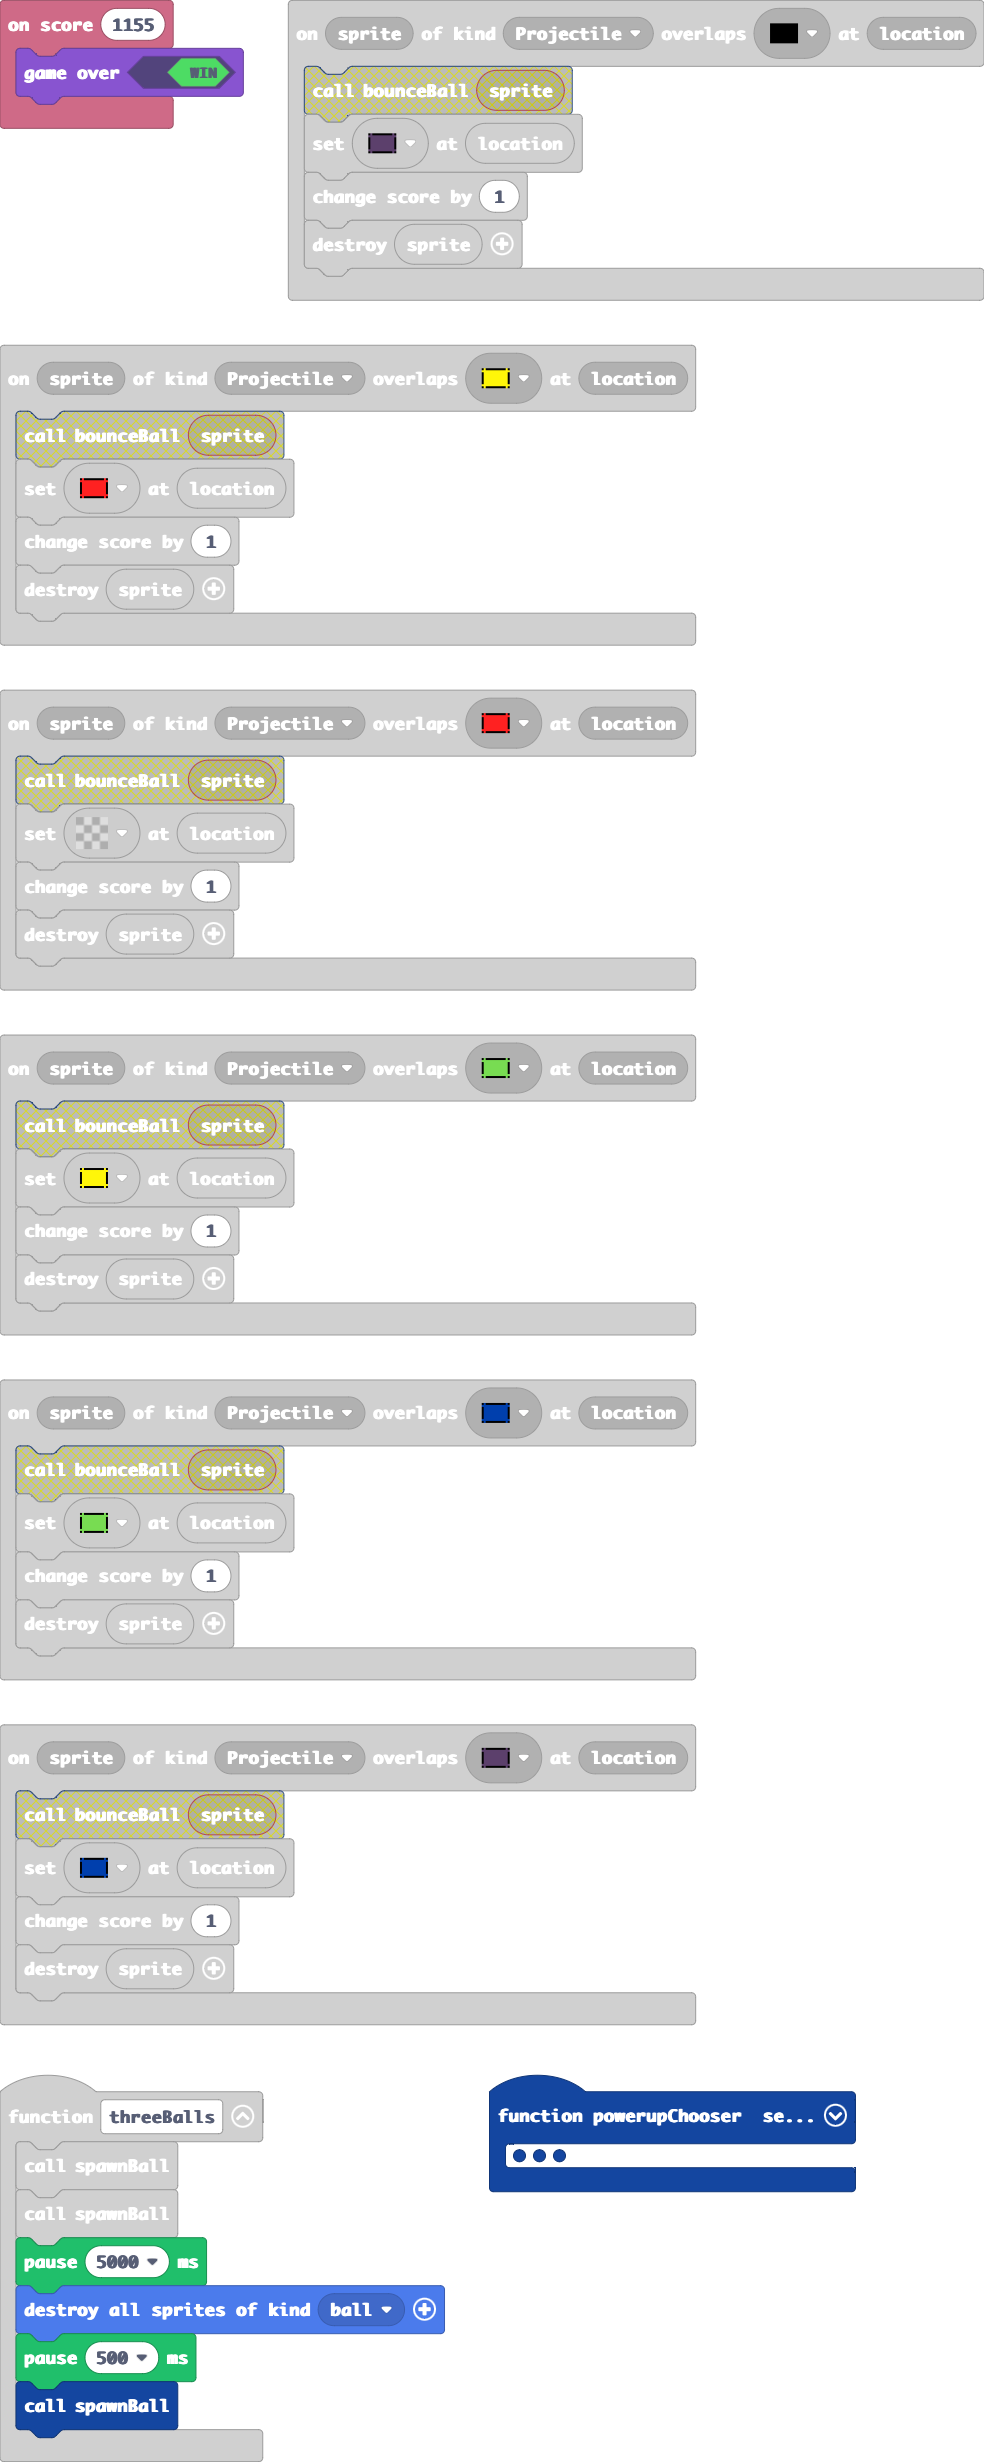 on score 1155
game over WIN
on sprite of kind Projectile overlaps at location
call bounceBall sprite
set at location
change score by 1
destroy sprite
on sprite of kind Projectile overlaps at location
call bounceBall sprite
set at location
change score by 1
destroy sprite
on sprite of kind Projectile overlaps at location
call bounceBall sprite
set at location
change score by 1
destroy sprite
on sprite of kind Projectile overlaps at location
call bounceBall sprite
set at location
change score by 1
destroy sprite
on sprite of kind Projectile overlaps at location
call bounceBall sprite
set at location
change score by 1
destroy sprite
on sprite of kind Projectile overlaps at location
call bounceBall sprite
set at location
change score by 1
destroy sprite
function threeBalls
call spawnBall
call spawnBall
pause 5000 ms
destroy all sprites of kind ball
pause 500 ms
call spawnBall
function powerupChooser se...